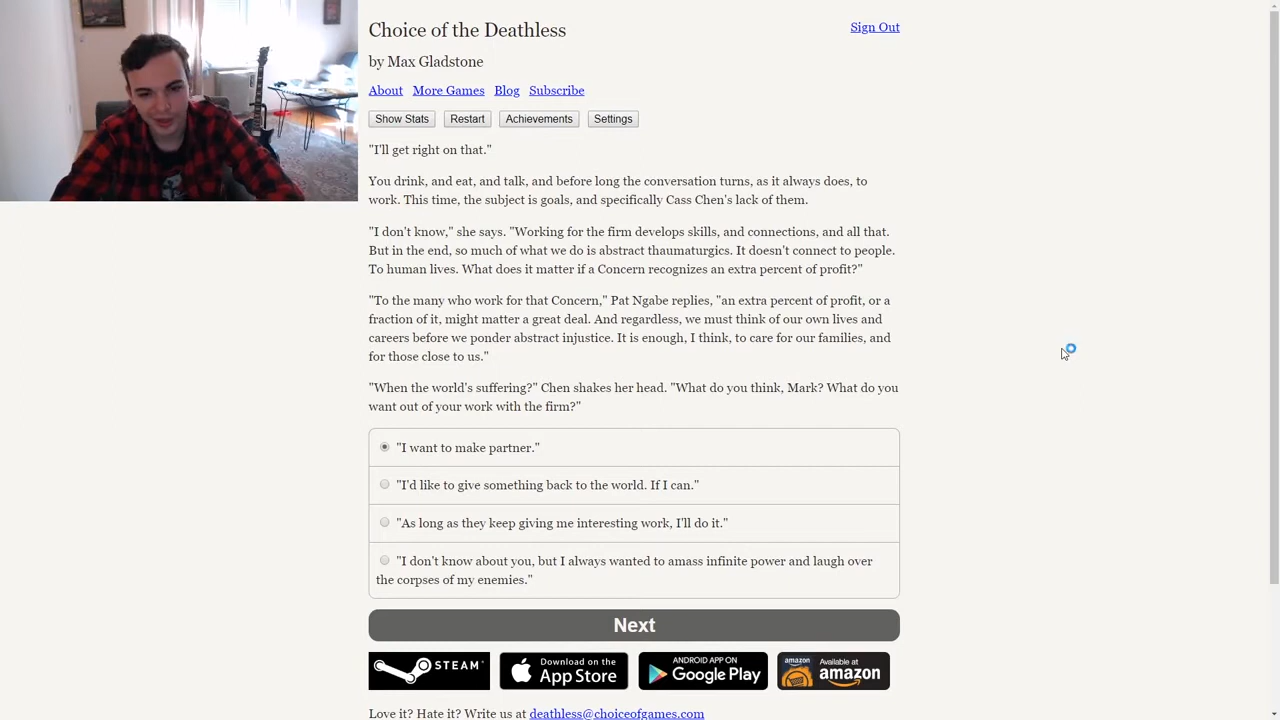 Choice of the Deathless
Sign Out
by Max Gladstone
About More Games Blog Subscribe
Show Stats Restart Achievements Settings
"I'll get right on that."
You drink, and eat, and talk, and before long the conversation turns, as it always does, to
work. This time, the subject is goals, and specifically Cass Chen's lack of them.
"I don't know," she says. "Working for the firm develops skills, and connections, and all that.
But in the end, so much of what we do is abstract thaumaturgics. It doesn't connect to people.
To human lives. What does it matter if a Concern recognizes an extra percent of profit?"
"To the many who work for that Concern," Pat Ngabe replies, "an extra percent of profit, or a
fraction of it, might matter a great deal. And regardless, we must think of our own lives and
careers before we ponder abstract injustice. It is enough, I think, to care for our families, and
for those close to us."
"When the world's suffering?" Chen shakes her head. "What do you think, Mark? What do you
want out of your work with the firm?"
"I want to make partner."
"I'd like to give something back to the world. If I can."
"As long as they keep giving me interesting work, I'll do it."
"I don't know about you, but I always wanted to amass infinite power and laugh over
the corpses of my enemies."
Next
STEAM
Download on the
App Store
ANDROID APP ON
Google Play
amazon
Available at
amazon
Love it? Hate it? Write us at deathless@choiceofgames.com